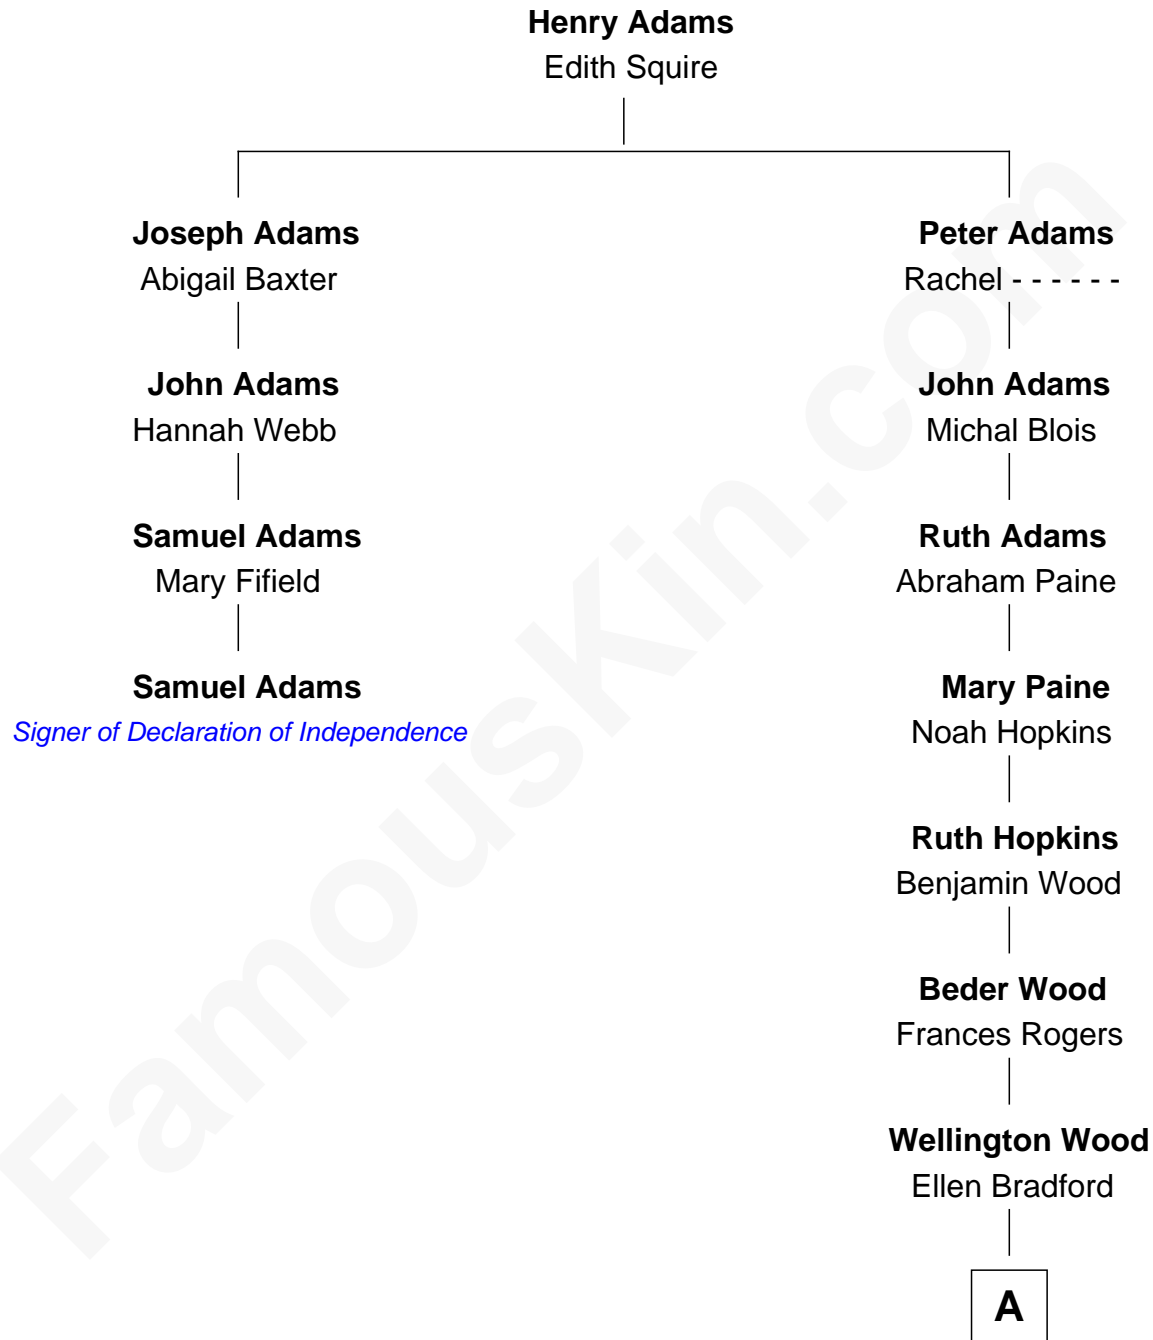 Henry Adams
Edith Squire
Joseph Adams
Abigail Baxter
Peter Adams
Rachel - - - - - -
John Adams
Hannah Webb
John Adams
Michal Blois
Samuel Adams
Mary Fifield
Ruth Adams
Abraham Paine
Samuel Adams
Signer of Declaration of Independence
Mary Paine
Noah Hopkins
Ruth Hopkins
Benjamin Wood
Beder Wood
Frances Rogers
Wellington Wood
Ellen Bradford
A
FamousKin.com